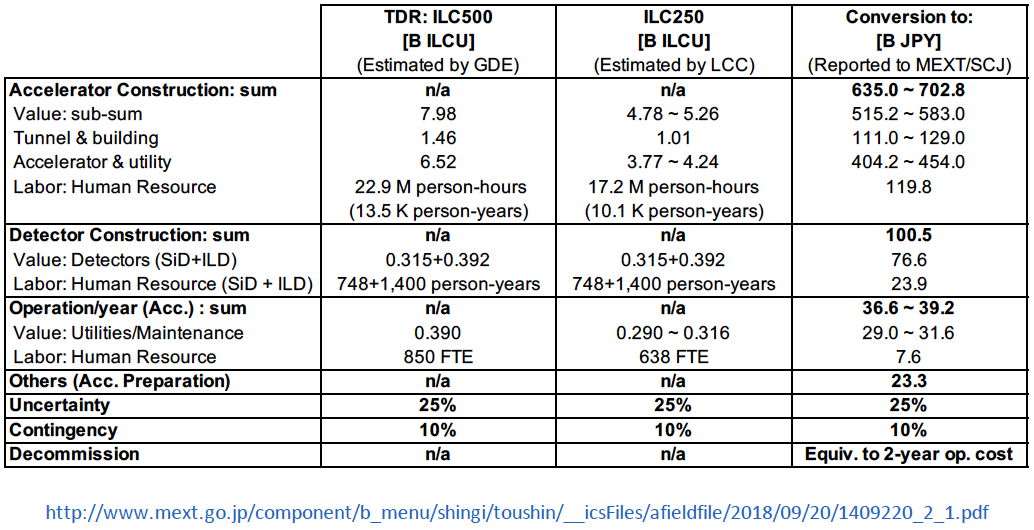 TDR: ILC500 ILC250 Conversion to:
[B ILCU] [B ILCU] [B JPY]
(Estimated by GDE) (Estimated by LCC) (Reported to MEXT/SCJ)
Accelerator Construction: sum n/a n/a 635.0 ~ 702.8
Value: sub-sum 7.98 4.78 ~ 5.26 515.2 ~ 583.0
Tunnel & building 1.46 1.01 111.0 ~ 129.0
Accelerator & utility 6.52 3.77 ~ 4.24 404.2 ~ 454.0
Labor: Human Resource 22.9 M person-hours 17.2 M person-hours 119.8
(13.5 K person-years) (10.1 K person-years)
Detector Construction: sum n/a n/a 100.5
Value: Detectors (SiD+ILD) 0.315+0.392 0.315+0.392 76.6
Labor: Human Resource (SiD + ILD) 748+1,400 person-years 748+1,400 person-years 23.9
Operation/year (Acc.) : sum n/a n/a 36.6 ~ 39.2
Value: Utilities/Maintenance 0.390 0.290 ~ 0.316 29.0 ~ 31.6
Labor: Human Resource 850 FTE 638 FTE 7.6
Others (Acc. Preparation) n/a n/a 23.3
Uncertainty 25% 25% 25%
Contingency 10% 10% 10%
Decommission n/a n/a Equiv. to 2-year op. cost
http://www.mext.go.jp/component/b_menu/shingi/toushin/__icsFiles/afieldfile/2018/09/20/1409220_2_1.pdf